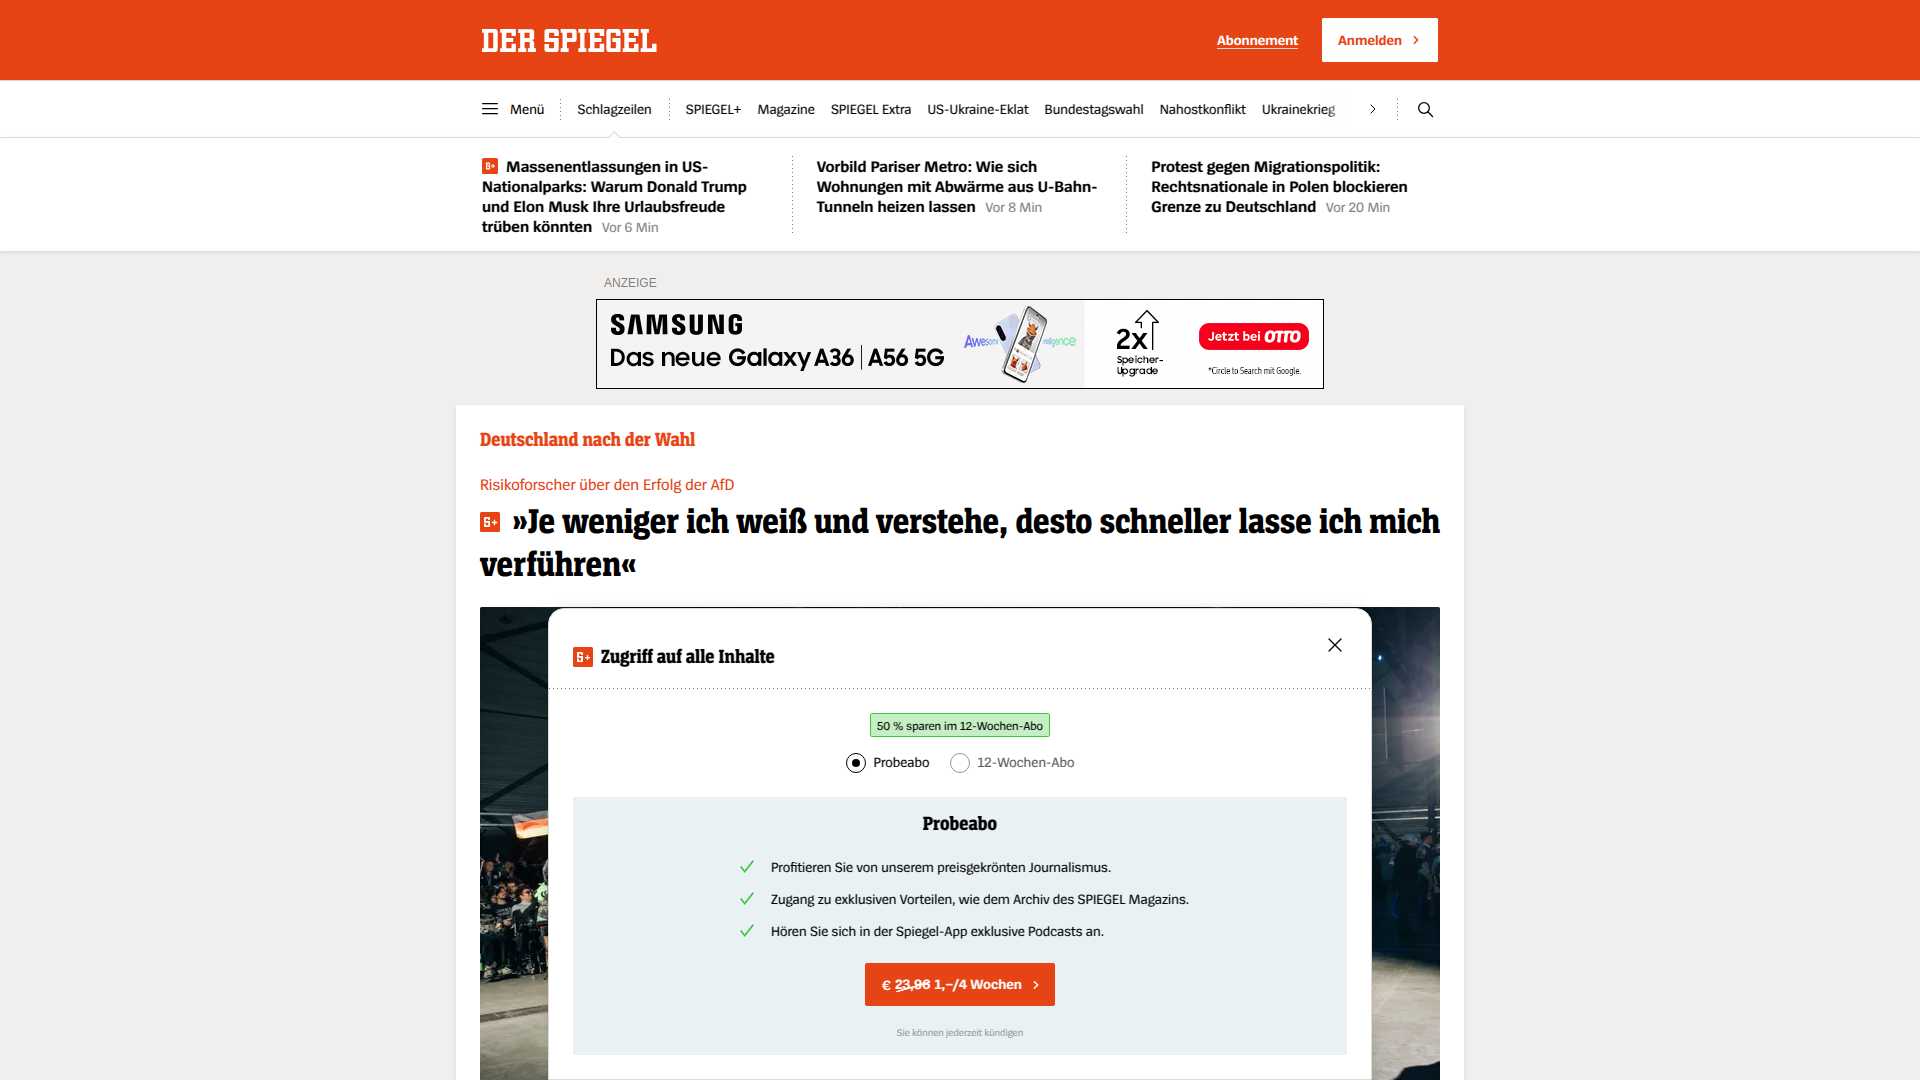 DER SPIEGEL
Abonnement
Anmelden
Menü
Schlagzeilen
SPIEGEL+
Magazine
SPIEGEL Extra
US-Ukraine-Eklat
Bundestagswahl
Nahostkonflikt
Ukrainekrieg
Massenentlassungen in US-
Nationalparks: Warum Donald Trump
und Elon Musk Ihre Urlaubsfreude
trüben könnten Vor 6 Min
Vorbild Pariser Metro: Wie sich
Wohnungen mit Abwärme aus U-Bahn-
Tunneln heizen lassen Vor 8 Min
Protest gegen Migrationspolitik:
Rechtsnationale in Polen blockieren
Grenze zu Deutschland Vor 20 Min
ANZEIGE
SAMSUNG
Das neue Galaxy A36 | A56 5G
2x
Speicher-
Upgrade
Jetzt bei OTTO
*Circle to Search mit Google.
Deutschland nach der Wahl
Risikoforscher über den Erfolg der AfD
»Je weniger ich weiß und verstehe, desto schneller lasse ich mich
verführen«
Zugriff auf alle Inhalte
50 % sparen im 12-Wochen-Abo
Probeabo
12-Wochen-Abo
Probeabo
Profitieren Sie von unserem preisgekrönten Journalismus.
Zugang zu exklusiven Vorteilen, wie dem Archiv des SPIEGEL Magazins.
Hören Sie sich in der Spiegel-App exklusive Podcasts an.
€ 23,96 1,–/4 Wochen
Sie können jederzeit kündigen